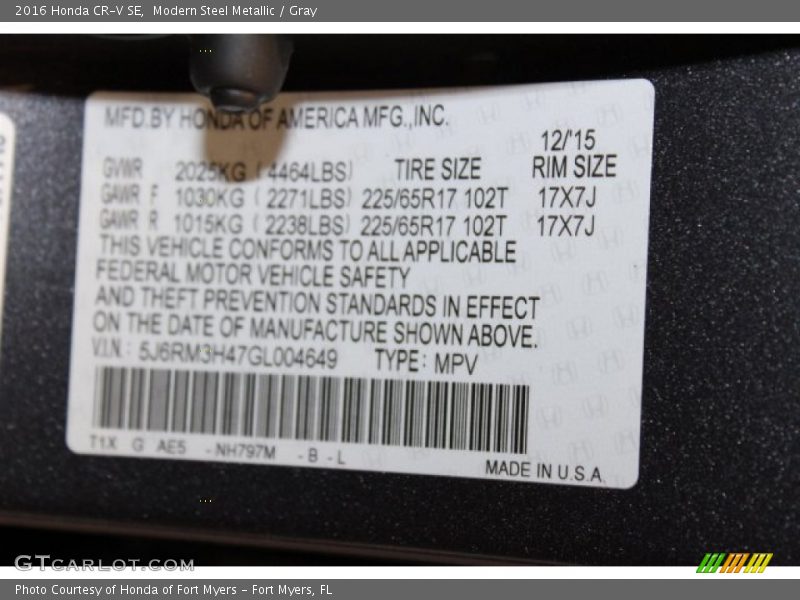 2016 Honda CR-V SE, Modern Steel Metallic / Gray
MFD.BY HONDA OF AMERICA MFG.,INC.
12/'15
GVWR 2025KG ( 4464LBS) TIRE SIZE RIM SIZE
GAWR F 1030KG ( 2271LBS) 225/65R17 102T 17X7J
GAWR R 1015KG ( 2238LBS) 225/65R17 102T 17X7J
THIS VEHICLE CONFORMS TO ALL APPLICABLE
FEDERAL MOTOR VEHICLE SAFETY
AND THEFT PREVENTION STANDARDS IN EFFECT
ON THE DATE OF MANUFACTURE SHOWN ABOVE.
V.I.N.: 5J6RM3H47GL004649 TYPE: MPV
T1X G AE5 -NH797M -B -L
MADE IN U.S.A.
GTCARLOT.COM
Photo Courtesy of Honda of Fort Myers - Fort Myers, FL